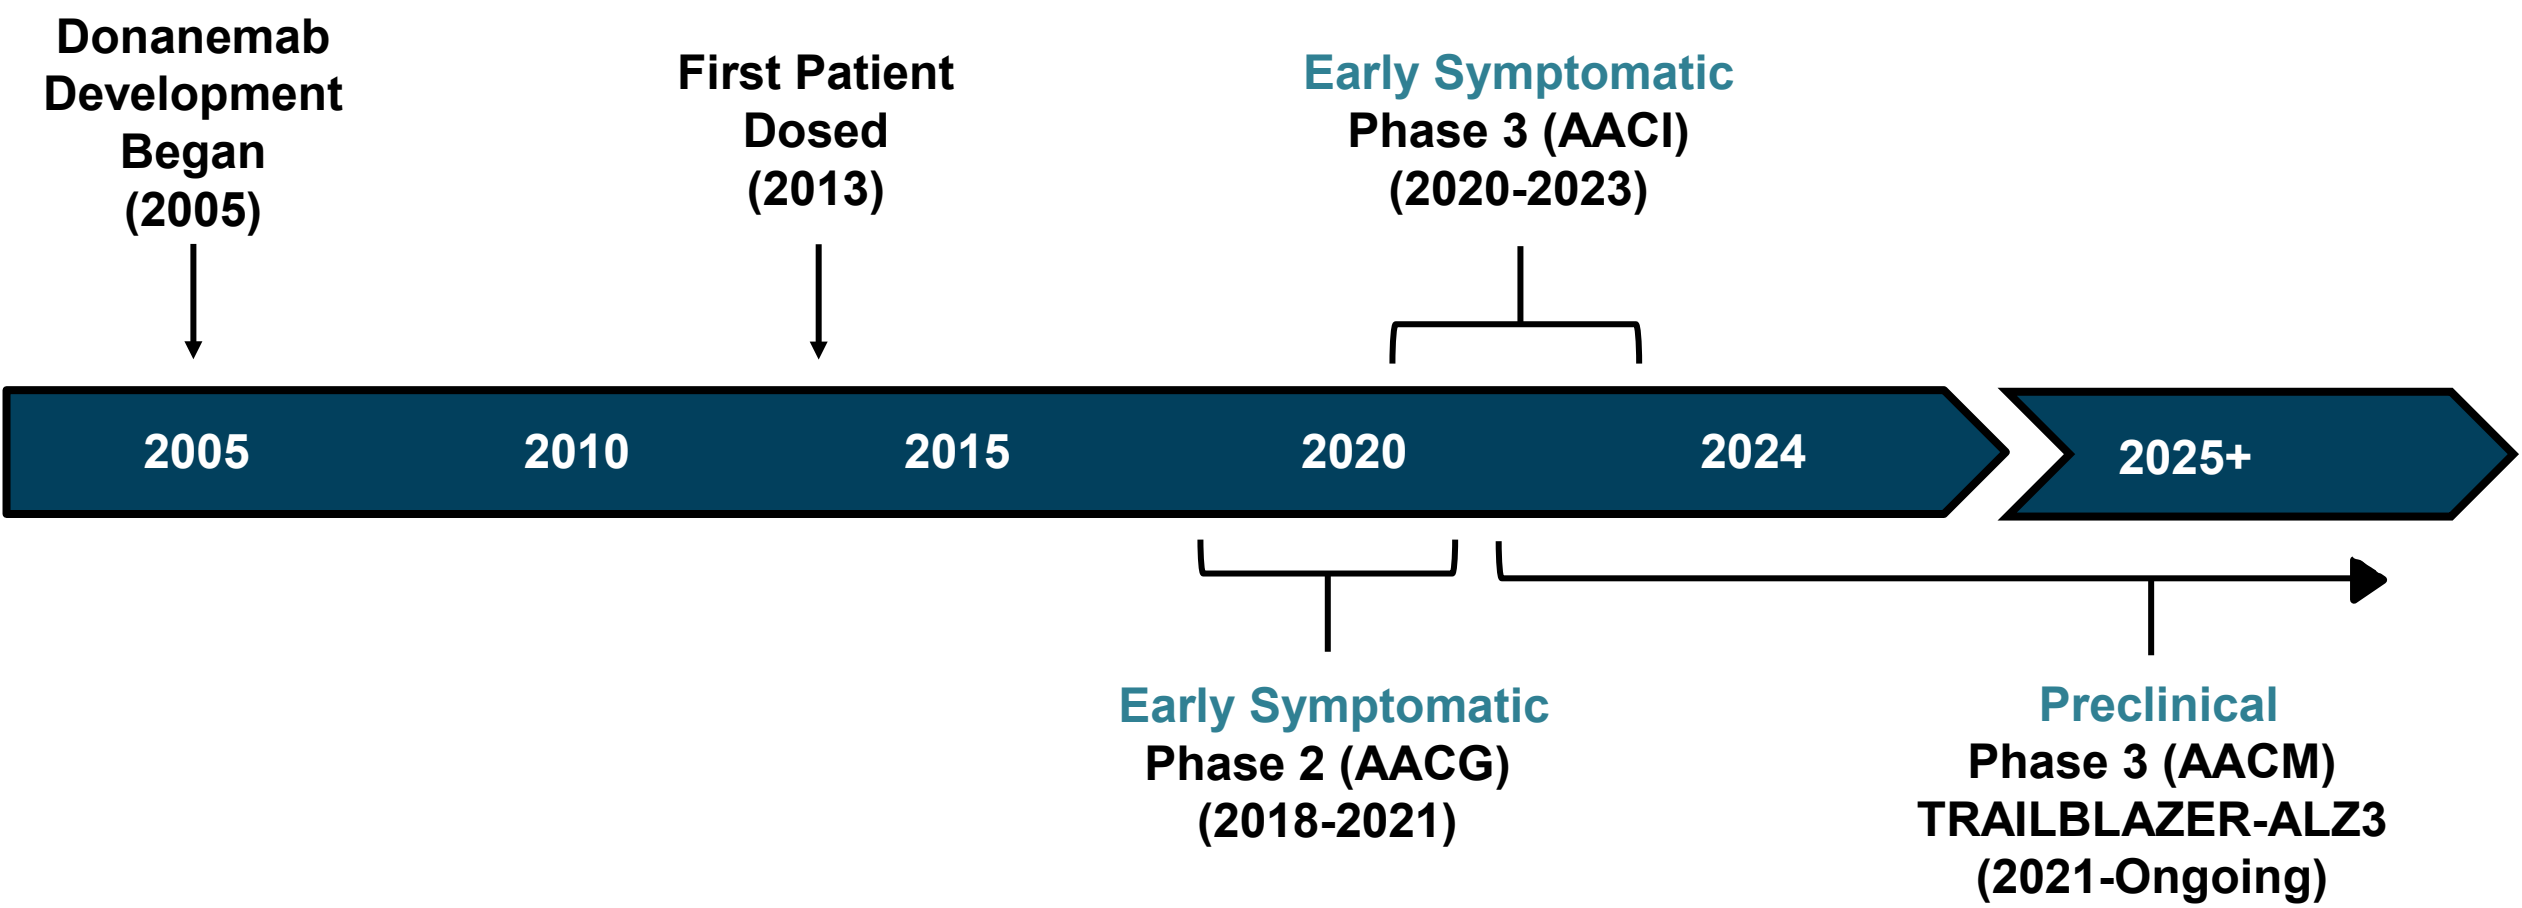 Donanemab
Development
Began
(2005)
First Patient
Dosed
(2013)
Early Symptomatic
Phase 3 (AACI)
(2020-2023)
2005
2010
2015
2020
2024
2025+
Early Symptomatic
Phase 2 (AACG)
(2018-2021)
Preclinical
Phase 3 (AACM)
TRAILBLAZER-ALZ3
(2021-Ongoing)